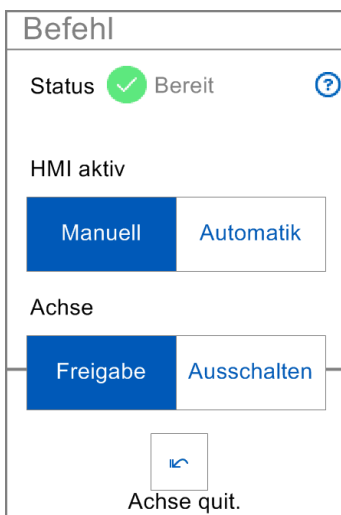 Befehl
Status Bereit ?
HMI aktiv
Manuell Automatik
Achse
Freigabe Ausschalten
Achse quit.